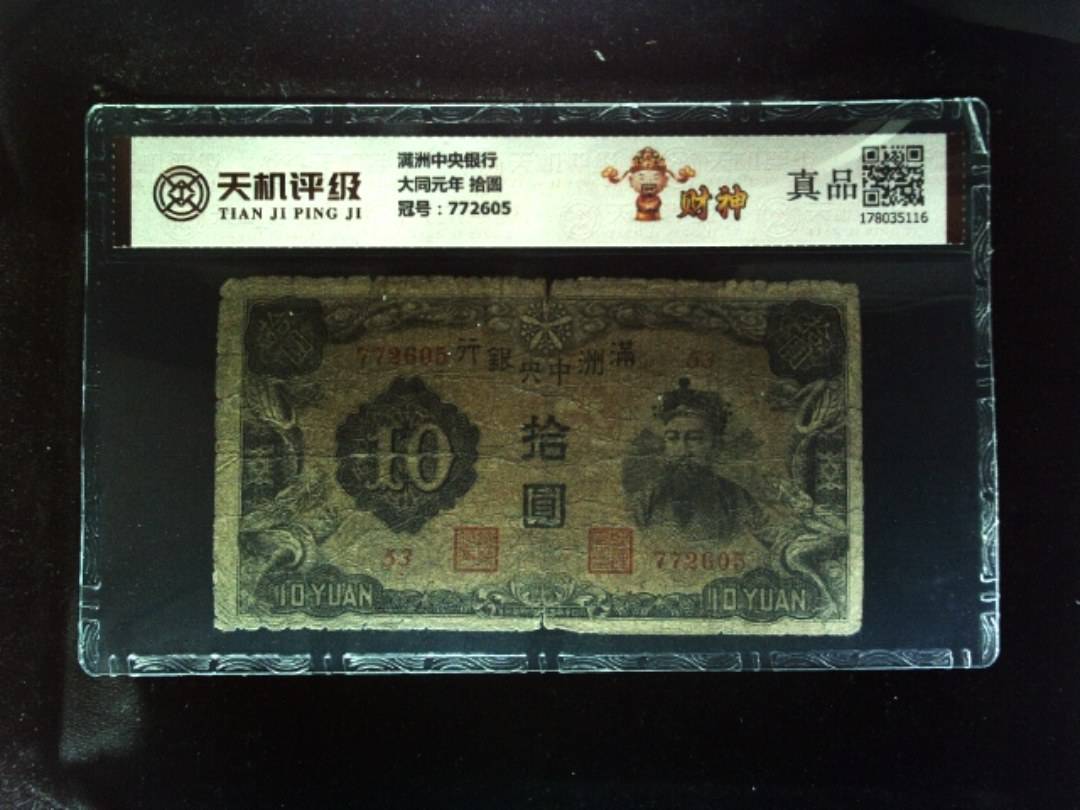 天机评级
TIAN JI PING JI
满洲中央银行
大同元年 拾圆
冠号：772605
财神
真品
178035116
772605 行銀央中洲滿 53
10
拾
圓
53 772605
10 YUAN 10 YUAN